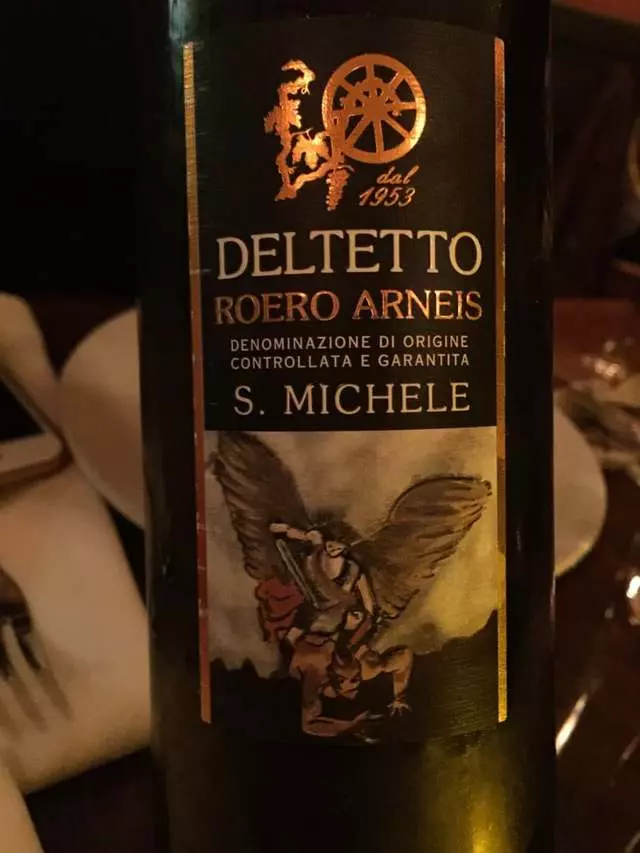 dal
1953
DELTETTO
ROERO ARNEIS
DENOMINAZIONE DI ORIGINE
CONTROLLATA E GARANTITA
S. MICHELE